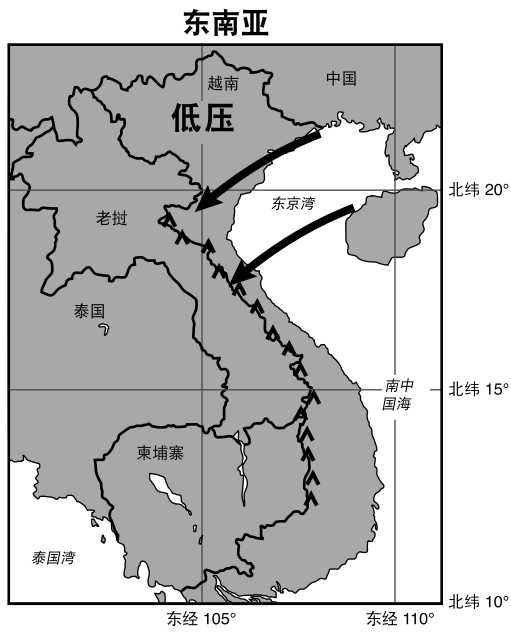 东南亚
越南
中国
低压
北纬 20°
东京湾
老挝
泰国
北纬 15°
南中
国海
柬埔寨
泰国湾
北纬 10°
东经 105°
东经 110°